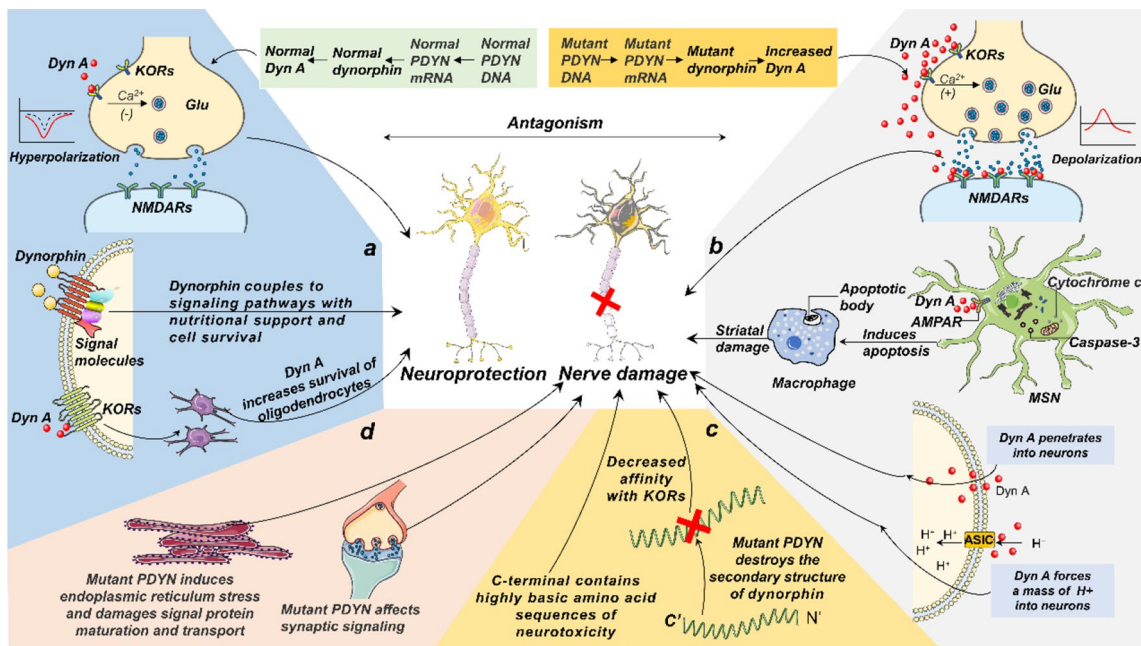 Dyn A
KORs
Ca2+
(-)
Glu
Hyperpolarization
NMDARs
Normal
Dyn A
Normal
dynorphin
Normal
PDYN
mRNA
Normal
PDYN
DNA
Mutant
PDYN
DNA
Mutant
PDYN
mRNA
Mutant
dynorphin
Increased
Dyn A
Antagonism
Dyn A
KORs
Ca2+
(+)
Glu
Depolarization
NMDARs
a
b
Dynorphin
Signal
molecules
Dynorphin couples to
signaling pathways with
nutritional support and
cell survival
KORs
Dyn A
Dyn A
increases survival of
oligodendrocytes
Neuroprotection
Nerve damage
Striatal
damage
Apoptotic
body
Macrophage
Induces
apoptosis
Dyn A
AMPAR
Cytochrome c
Caspase-3
MSN
d
c
Mutant PDYN induces
endoplasmic reticulum stress
and damages signal protein
maturation and transport
Mutant PDYN affects
synaptic signaling
Decreased
affinity
with KORs
C-terminal contains
highly basic amino acid
sequences of
neurotoxicity
Mutant PDYN
destroys the
secondary structure
of dynorphin
C'
N'
Dyn A penetrates
into neurons
Dyn A
ASIC
H⁻
H⁺
H⁺
H⁺
H⁻
Dyn A forces
a mass of H+
into neurons